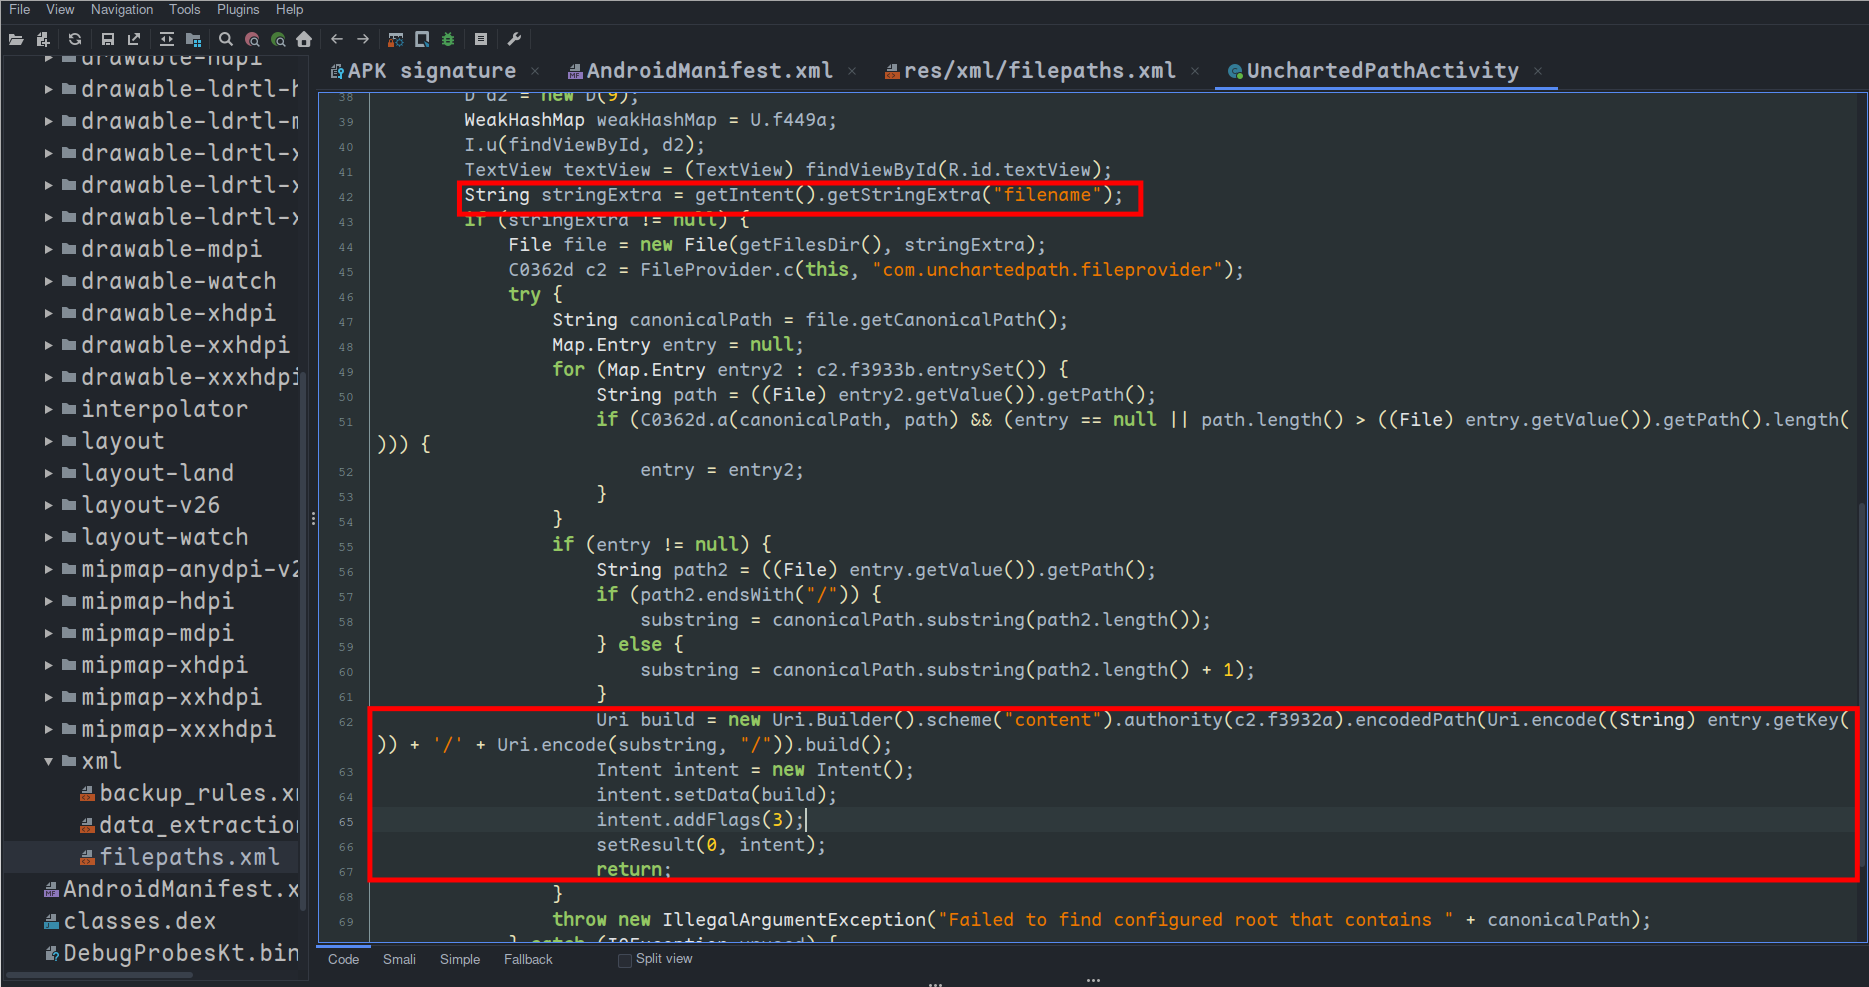 File View Navigation Tools Plugins Help
APK signature AndroidManifest.xml res/xml/filepaths.xml UnchartedPathActivity
drawable-hdpi
drawable-ldrtl-h
drawable-ldrtl-m
drawable-ldrtl-x
drawable-ldrtl-x
drawable-ldrtl-x
drawable-mdpi
drawable-watch
drawable-xhdpi
drawable-xxhdpi
drawable-xxxhdpi
interpolator
layout
layout-land
layout-v26
layout-watch
mipmap-anydpi-v2
mipmap-hdpi
mipmap-mdpi
mipmap-xhdpi
mipmap-xxhdpi
mipmap-xxxhdpi
xml
backup_rules.xm
data_extraction
filepaths.xml
AndroidManifest.x
classes.dex
DebugProbesKt.bin
38 D d2 = new D(9);
39 WeakHashMap weakHashMap = U.f449a;
40 I.u(findViewById, d2);
41 TextView textView = (TextView) findViewById(R.id.textView);
42 String stringExtra = getIntent().getStringExtra("filename");
43 if (stringExtra != null) {
44 File file = new File(getFilesDir(), stringExtra);
45 C0362d c2 = FileProvider.c(this, "com.unchartedpath.fileprovider");
46 try {
47 String canonicalPath = file.getCanonicalPath();
48 Map.Entry entry = null;
49 for (Map.Entry entry2 : c2.f3933b.entrySet()) {
50 String path = ((File) entry2.getValue()).getPath();
51 if (C0362d.a(canonicalPath, path) && (entry == null || path.length() > ((File) entry.getValue()).getPath().length(
))) {
52 entry = entry2;
53 }
54 }
55 if (entry != null) {
56 String path2 = ((File) entry.getValue()).getPath();
57 if (path2.endsWith("/")) {
58 substring = canonicalPath.substring(path2.length());
59 } else {
60 substring = canonicalPath.substring(path2.length() + 1);
61 }
62 Uri build = new Uri.Builder().scheme("content").authority(c2.f3932a).encodedPath(Uri.encode((String) entry.getKey(
)) + '/' + Uri.encode(substring, "/")).build();
63 Intent intent = new Intent();
64 intent.setData(build);
65 intent.addFlags(3);
66 setResult(0, intent);
67 return;
68 }
69 throw new IllegalArgumentException("Failed to find configured root that contains " + canonicalPath);
} catch (IOException unused) {
Code Smali Simple Fallback Split view